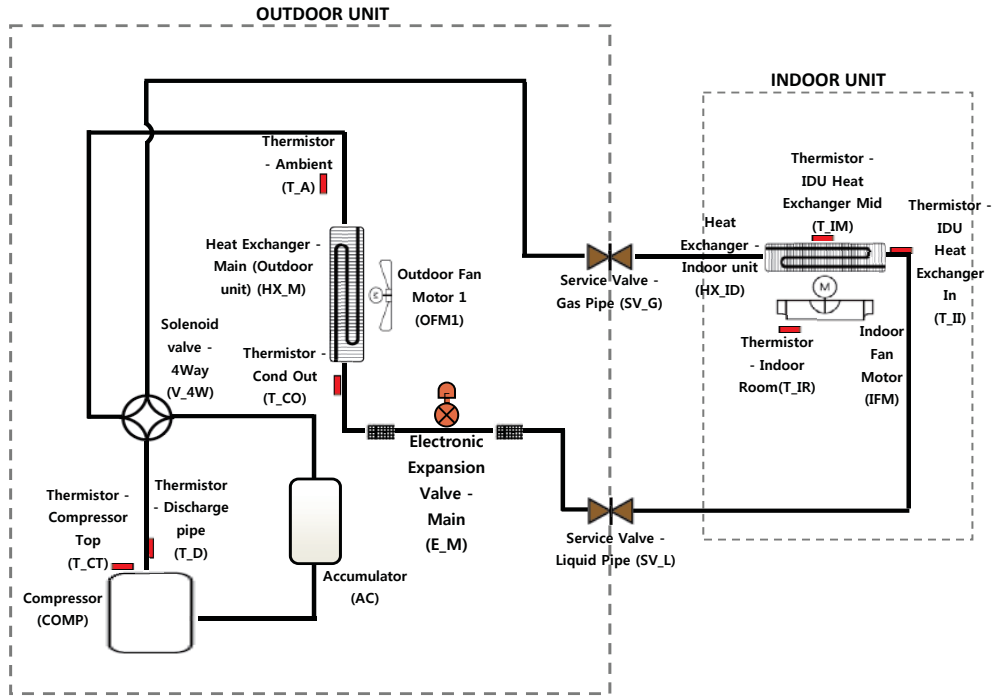 OUTDOOR UNIT
INDOOR UNIT
Thermistor
- Ambient
(T_A)
Heat Exchanger -
Main (Outdoor
unit) (HX_M)
M
Outdoor Fan
Motor 1
(OFM1)
Solenoid
valve -
4Way
(V_4W)
Thermistor -
Cond Out
(T_CO)
Electronic
Expansion
Valve -
Main
(E_M)
Thermistor -
Compressor
Top
(T_CT)
Thermistor
- Discharge
pipe
(T_D)
Compressor
(COMP)
Accumulator
(AC)
Service Valve -
Gas Pipe (SV_G)
Service Valve -
Liquid Pipe (SV_L)
Heat
Exchanger -
Indoor unit
(HX_ID)
Thermistor -
IDU Heat
Exchanger Mid
(T_IM)
Thermistor -
IDU
Heat
Exchanger
In
(T_II)
M
Thermistor
- Indoor
Room(T_IR)
Indoor
Fan
Motor
(IFM)